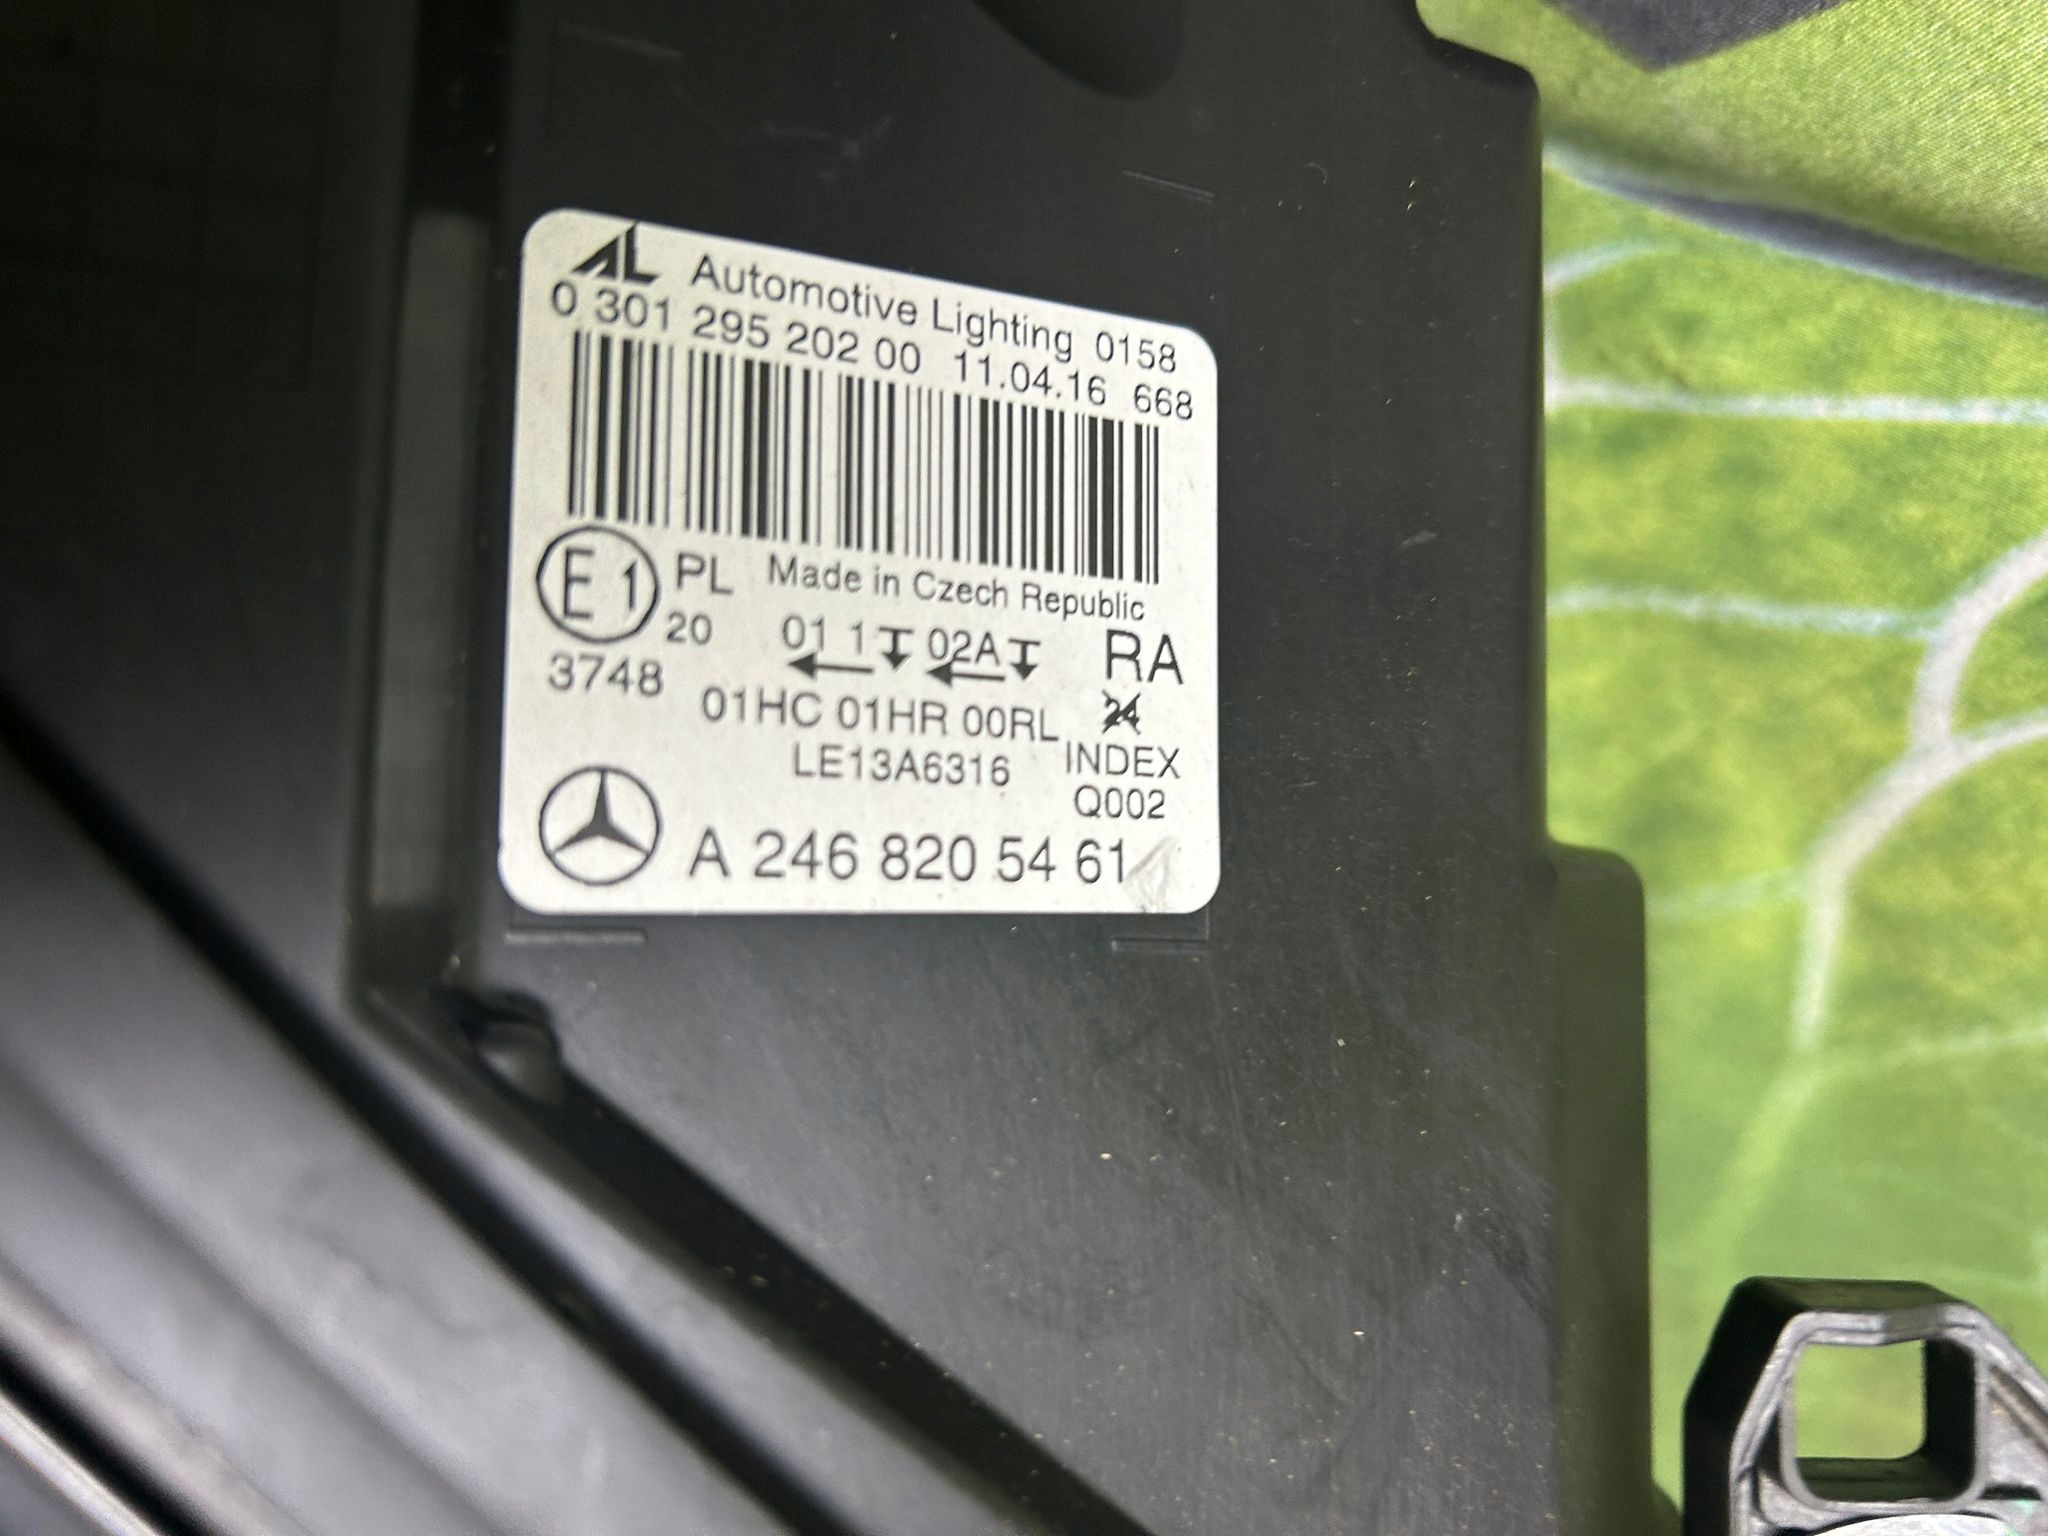 AL Automotive Lighting 0158
0 301 295 202 00 11.04.16 668
E1 PL Made in Czech Republic
20 01 1 02A RA
3748 01HC 01HR 00RL 24
LE13A6316 INDEX
Q002
A 246 820 54 61